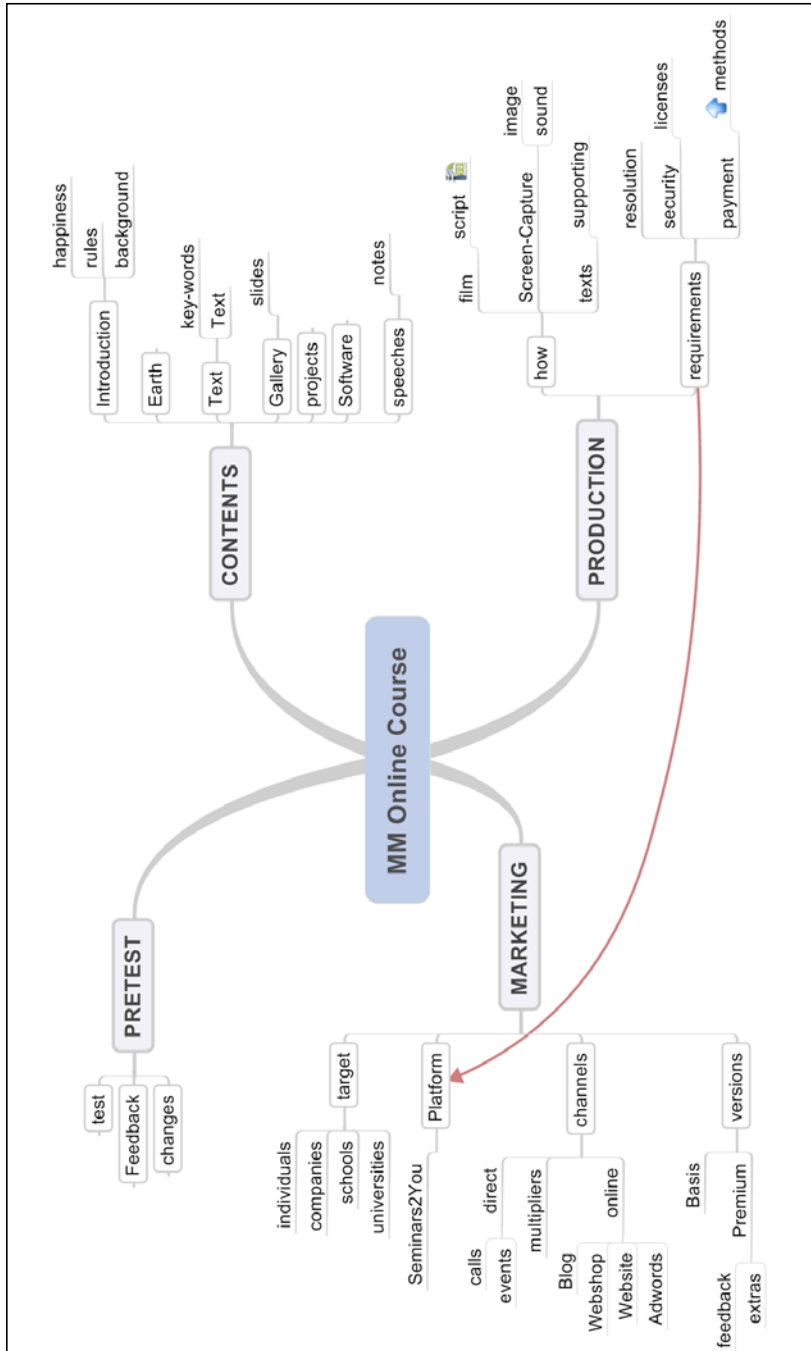 MM Online Course
CONTENTS
Introduction
happiness
rules
background
Earth
Text
key-words
Text
Gallery
slides
projects
Software
speeches
notes
PRODUCTION
how
film
script
Screen-Capture
image
sound
texts
supporting
requirements
resolution
security
licenses
payment
methods
PRETEST
test
Feedback
changes
MARKETING
target
individuals
companies
schools
universities
Platform
Seminars2You
channels
direct
calls
events
multipliers
online
Blog
Webshop
Website
Adwords
versions
Basis
Premium
feedback
extras